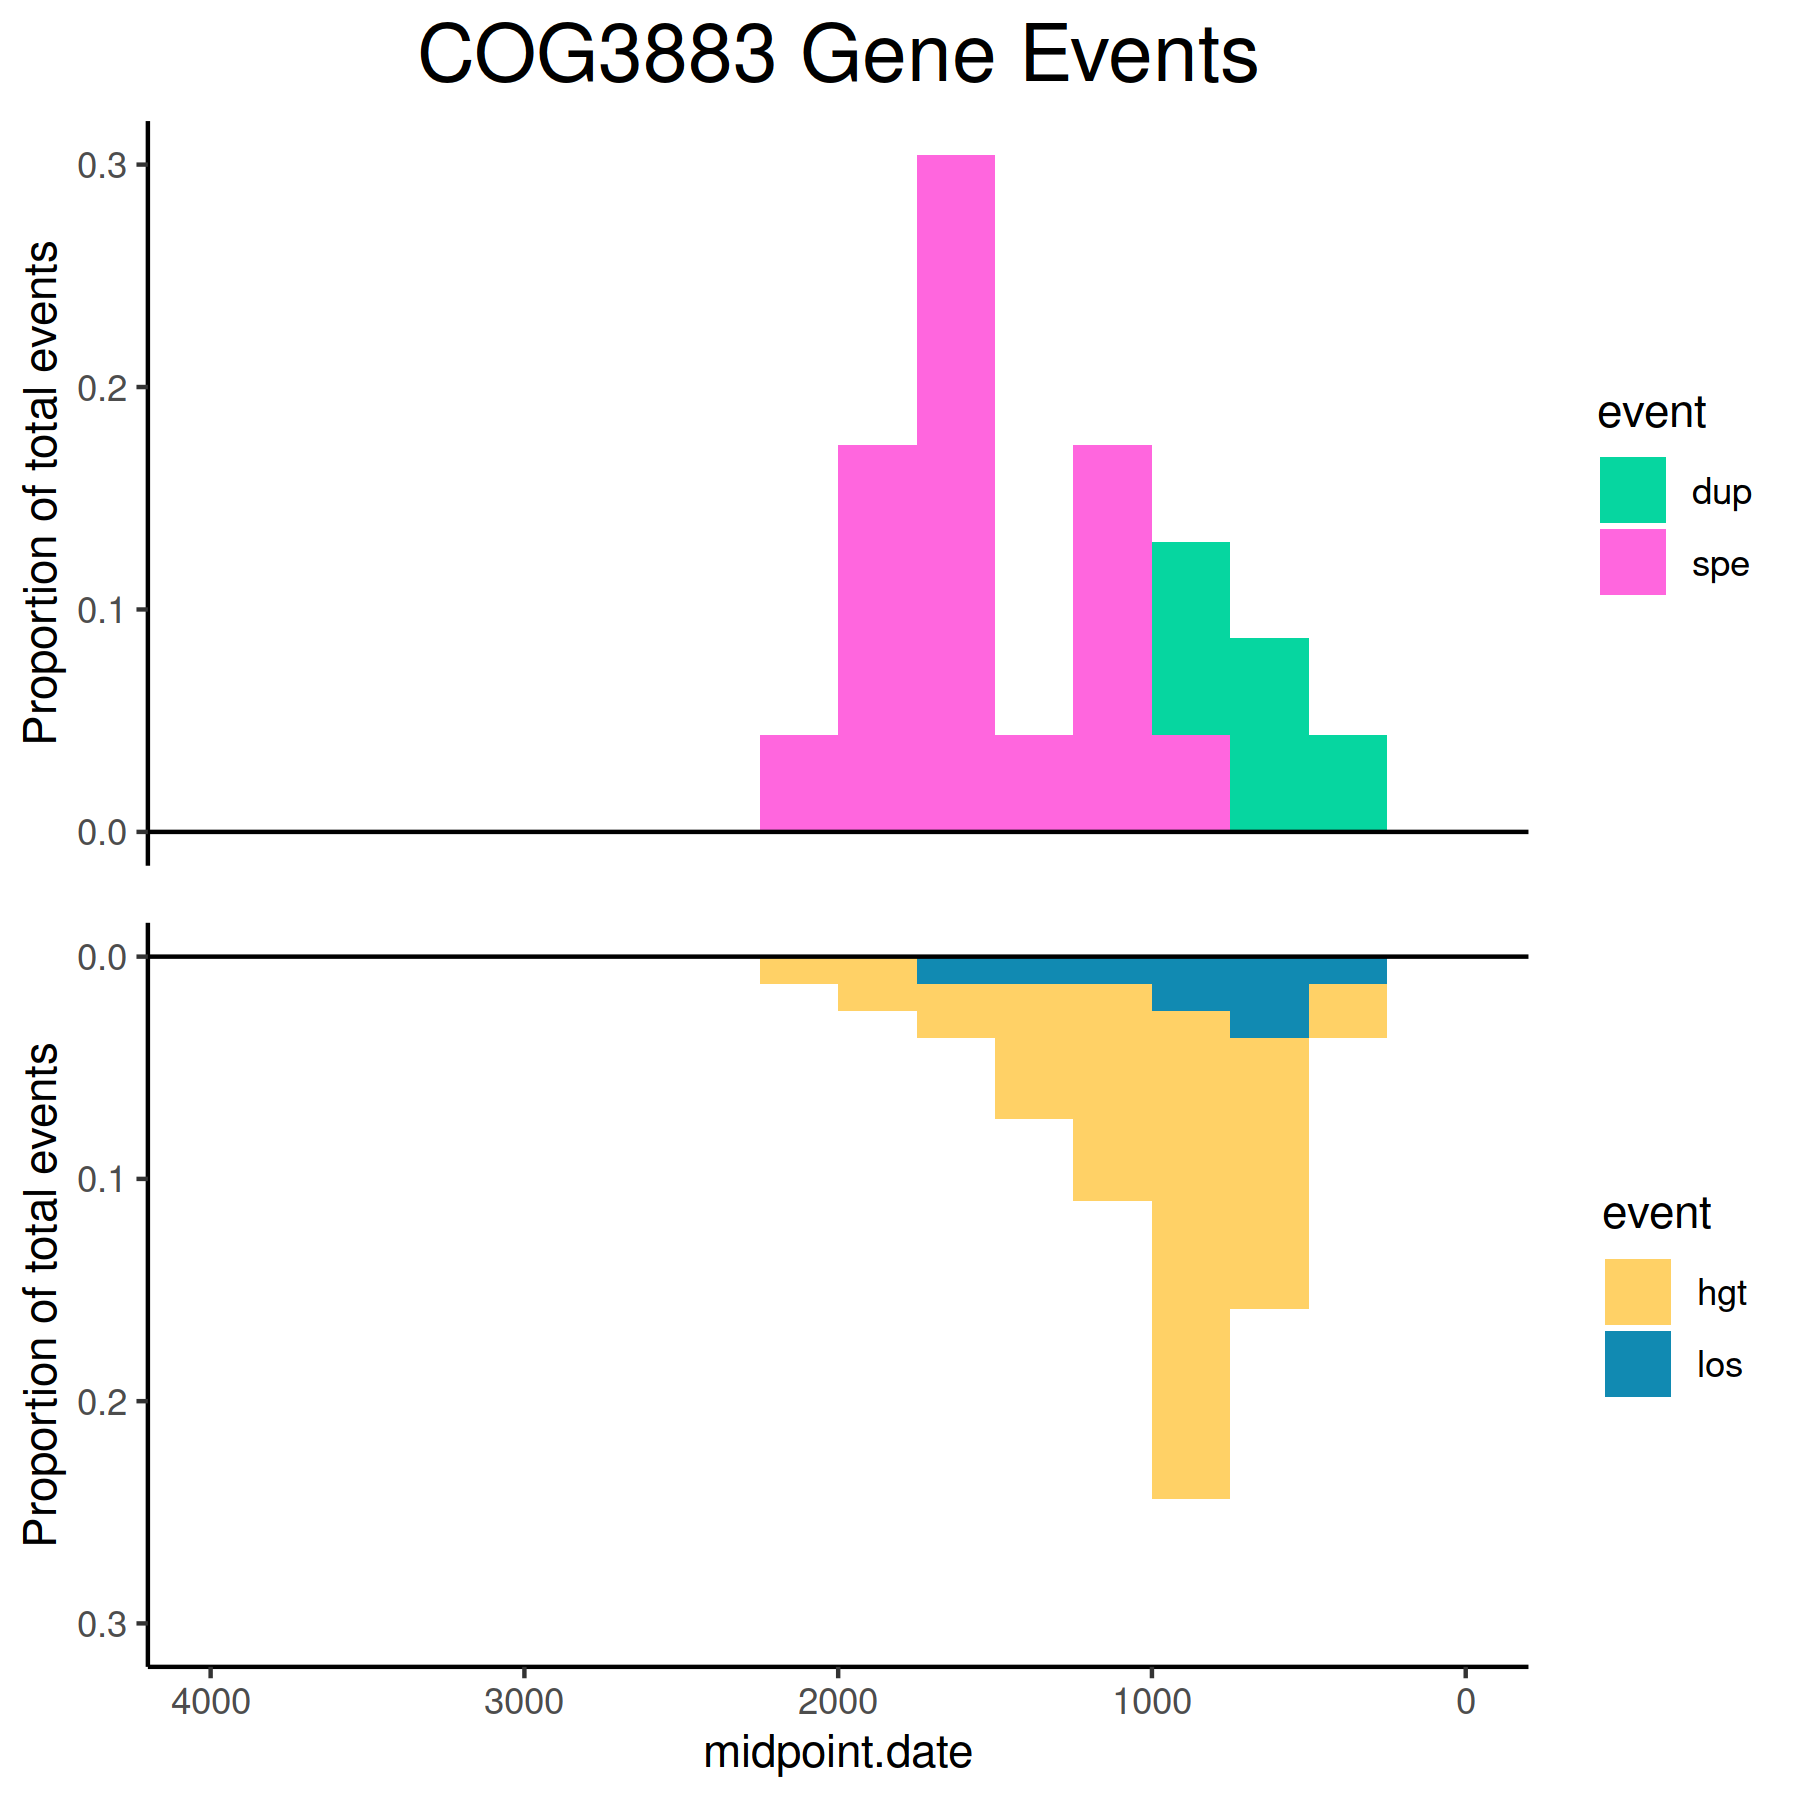 COG3883 Gene Events
Proportion of total events
0.3
0.2
0.1
0.0
event
dup
spe
Proportion of total events
0.0
0.1
0.2
0.3
event
hgt
los
4000 3000 2000 1000 0
midpoint.date